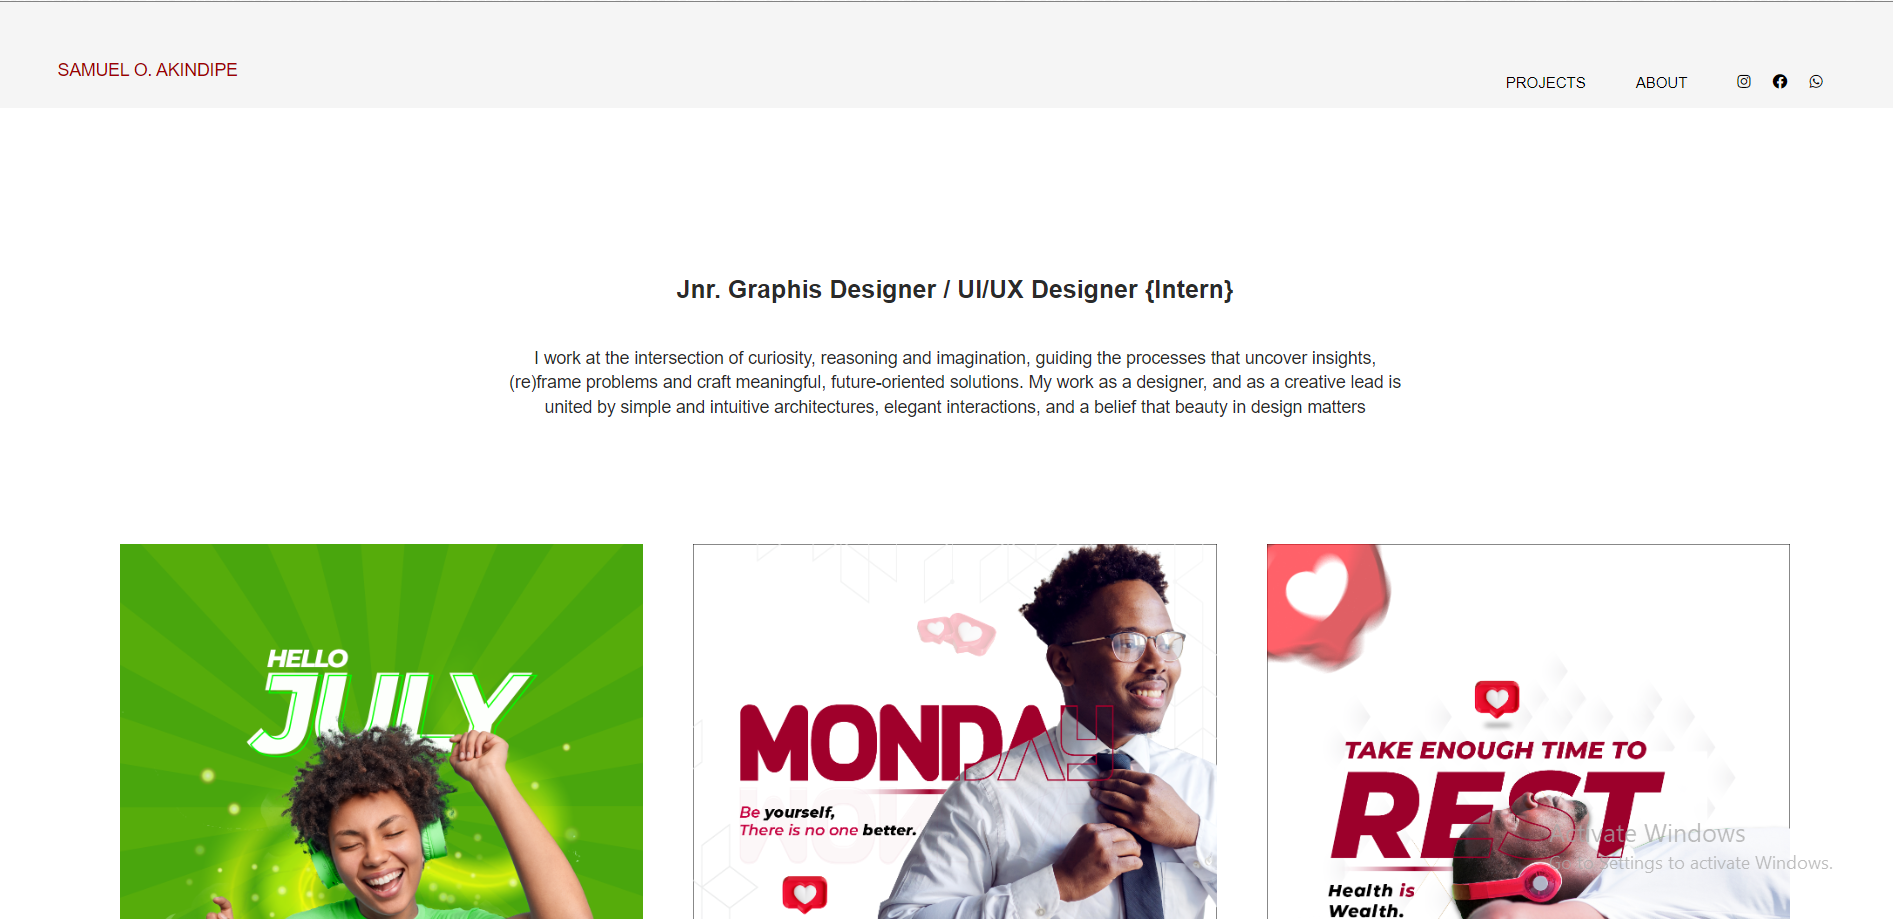 SAMUEL O. AKINDIPE
PROJECTS ABOUT
Jnr. Graphis Designer / UI/UX Designer {Intern}
I work at the intersection of curiosity, reasoning and imagination, guiding the processes that uncover insights,
(re)frame problems and craft meaningful, future-oriented solutions. My work as a designer, and as a creative lead is
united by simple and intuitive architectures, elegant interactions, and a belief that beauty in design matters
HELLO
JULY
MONDAY
Be yourself,
There is no one better.
TAKE ENOUGH TIME TO
REST
Health is
Wealth.
Activate Windows
Go to Settings to activate Windows.